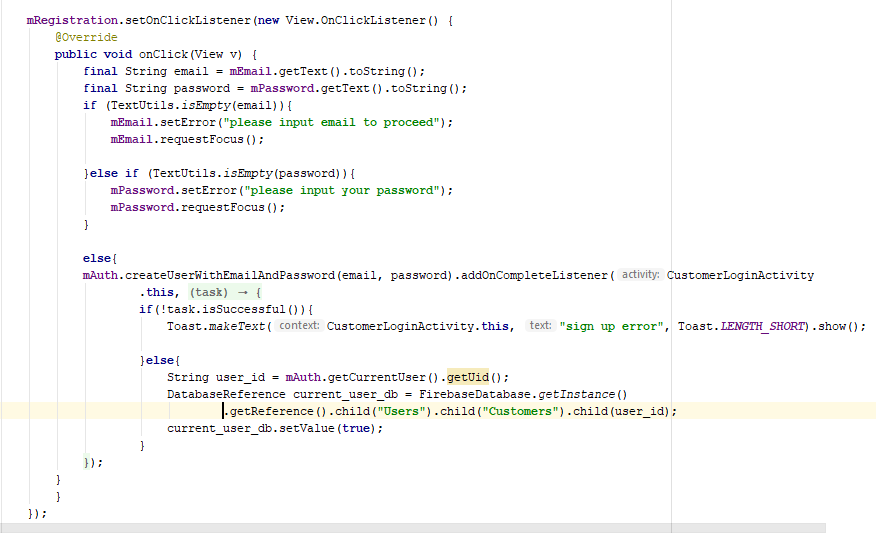 mRegistration.setOnClickListener(new View.OnClickListener() {
@Override
public void onClick(View v) {
final String email = mEmail.getText().toString();
final String password = mPassword.getText().toString();
if (TextUtils.isEmpty(email)){
mEmail.setError("please input email to proceed");
mEmail.requestFocus();
}else if (TextUtils.isEmpty(password)){
mPassword.setError("please input your password");
mPassword.requestFocus();
}
else{
mAuth.createUserWithEmailAndPassword(email, password).addOnCompleteListener( activity: CustomerLoginActivity
.this, (task) → {
if(!task.isSuccessful()){
Toast.makeText( context: CustomerLoginActivity.this, text: "sign up error", Toast.LENGTH_SHORT).show();
}else{
String user_id = mAuth.getCurrentUser().getUid();
DatabaseReference current_user_db = FirebaseDatabase.getInstance()
.getReference().child("Users").child("Customers").child(user_id);
current_user_db.setValue(true);
}
});
}
}
});